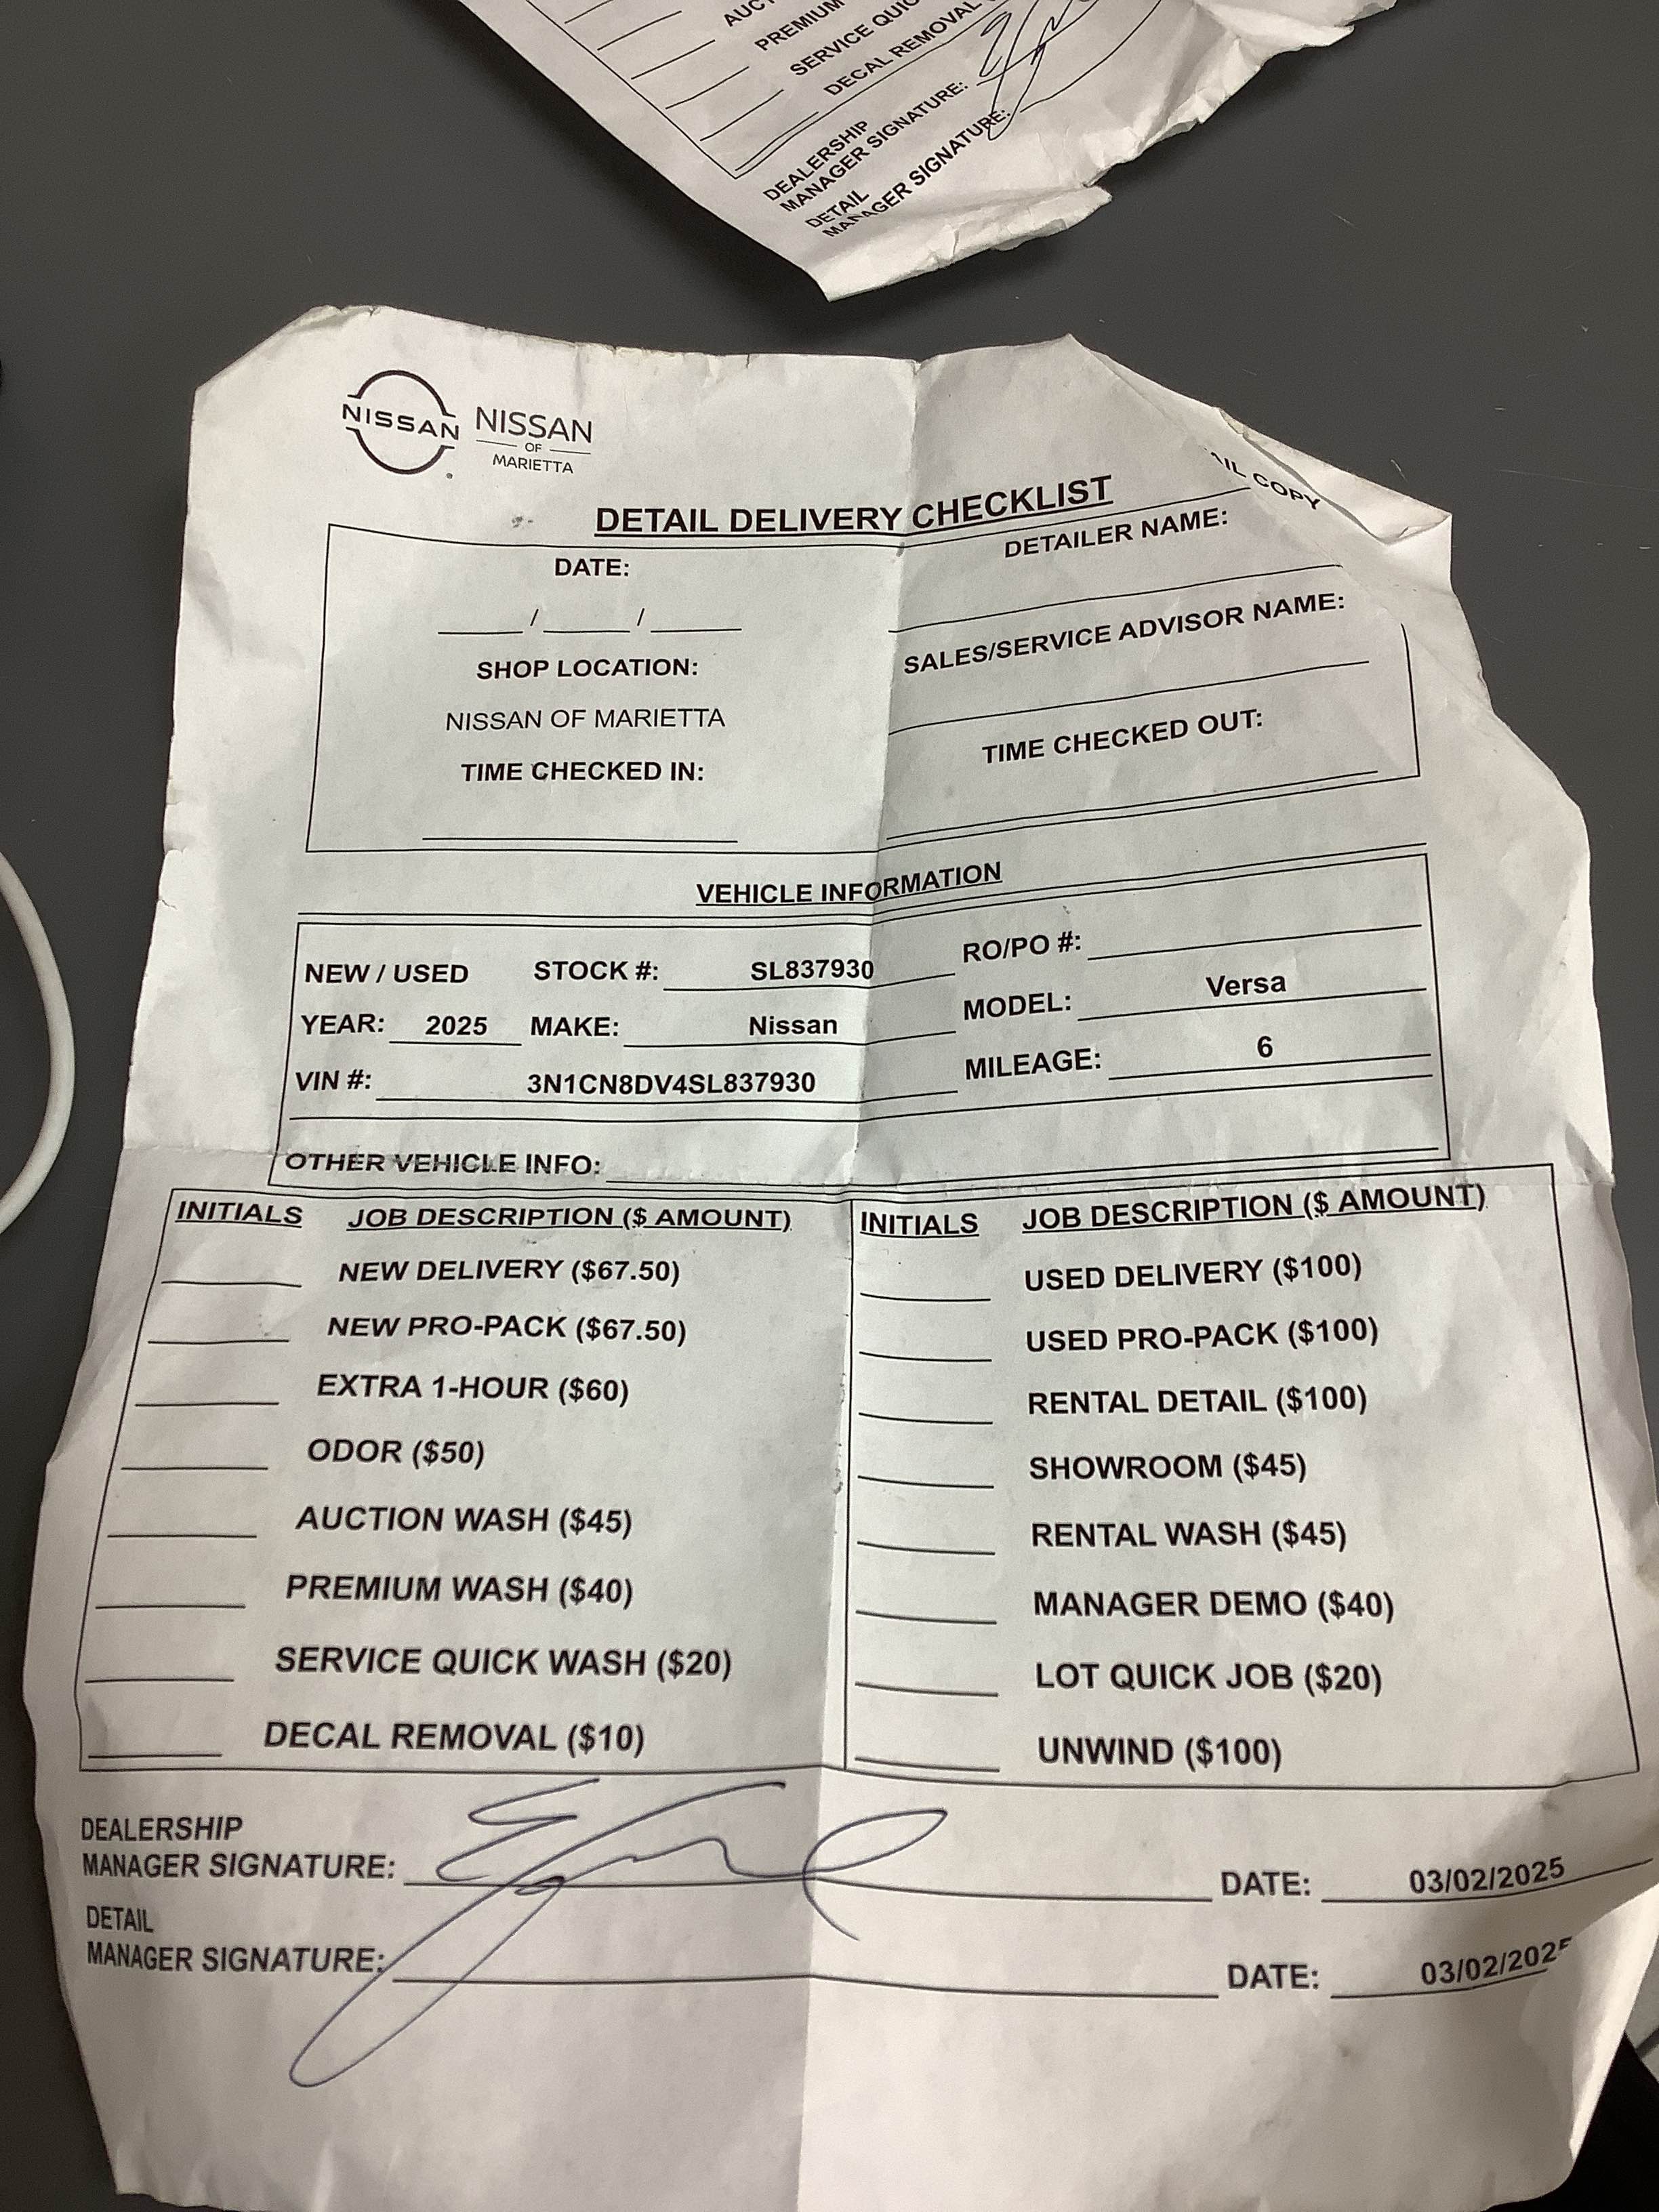 AUC
PREMIUM
SERVICE QUIC
DECAL REMOVAL
DEALERSHIP
MANAGER SIGNATURE:
DETAIL
MANAGER SIGNATURE:
NISSAN
NISSAN
OF
MARIETTA
AIL COPY
DETAIL DELIVERY CHECKLIST
DATE:
DETAILER NAME:
____ / ____ / ____
SHOP LOCATION:
SALES/SERVICE ADVISOR NAME:
NISSAN OF MARIETTA
TIME CHECKED IN:
TIME CHECKED OUT:
VEHICLE INFORMATION
NEW / USED STOCK #: SL837930 RO/PO #:
YEAR: 2025 MAKE: Nissan MODEL: Versa
VIN #: 3N1CN8DV4SL837930 MILEAGE: 6
OTHER VEHICLE INFO:
INITIALS JOB DESCRIPTION ($ AMOUNT) INITIALS JOB DESCRIPTION ($ AMOUNT)
NEW DELIVERY ($67.50) USED DELIVERY ($100)
NEW PRO-PACK ($67.50) USED PRO-PACK ($100)
EXTRA 1-HOUR ($60) RENTAL DETAIL ($100)
ODOR ($50) SHOWROOM ($45)
AUCTION WASH ($45) RENTAL WASH ($45)
PREMIUM WASH ($40) MANAGER DEMO ($40)
SERVICE QUICK WASH ($20) LOT QUICK JOB ($20)
DECAL REMOVAL ($10) UNWIND ($100)
DEALERSHIP
MANAGER SIGNATURE: DATE: 03/02/2025
DETAIL
MANAGER SIGNATURE: DATE: 03/02/2025